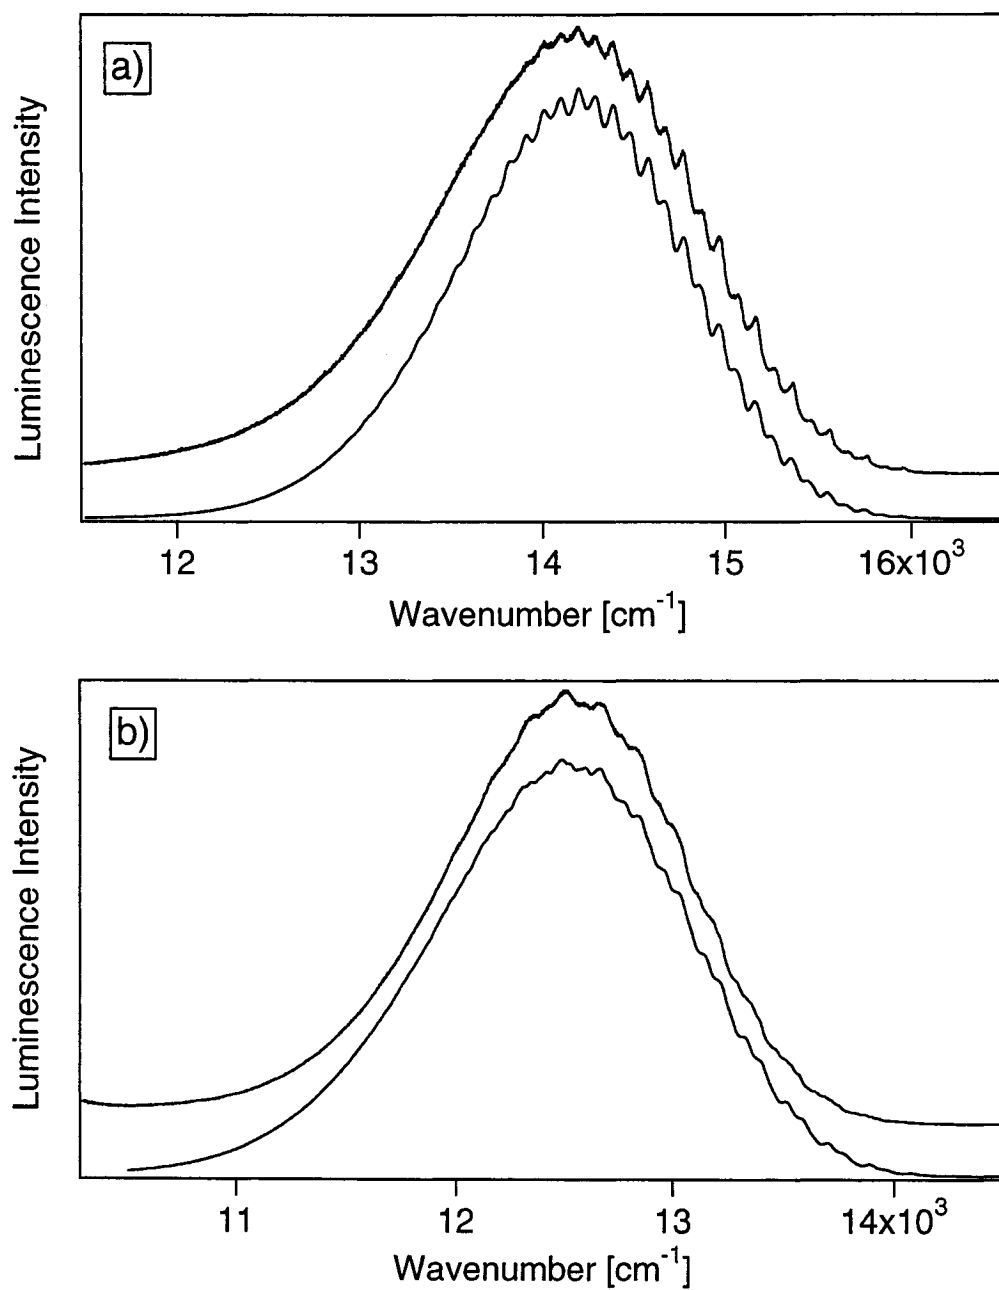 a)
Luminescence Intensity
12 13 14 15 16x10³
Wavenumber [cm⁻¹]
b)
Luminescence Intensity
11 12 13 14x10³
Wavenumber [cm⁻¹]